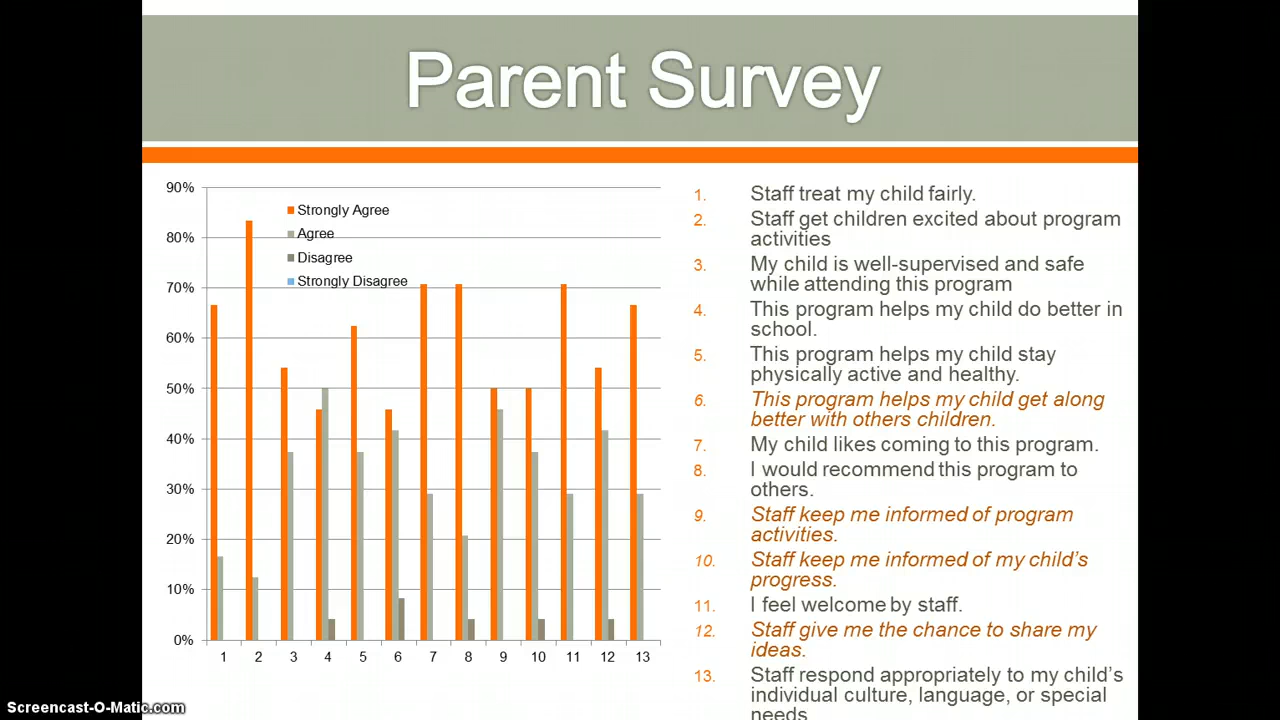 Parent Survey
90%
80%
70%
60%
50%
40%
30%
20%
10%
0%
Strongly Agree
Agree
Disagree
Strongly Disagree
1 2 3 4 5 6 7 8 9 10 11 12 13
1. Staff treat my child fairly.
2. Staff get children excited about program
activities
3. My child is well-supervised and safe
while attending this program
4. This program helps my child do better in
school.
5. This program helps my child stay
physically active and healthy.
6. This program helps my child get along
better with others children.
7. My child likes coming to this program.
8. I would recommend this program to
others.
9. Staff keep me informed of program
activities.
10. Staff keep me informed of my child's
progress.
11. I feel welcome by staff.
12. Staff give me the chance to share my
ideas.
13. Staff respond appropriately to my child's
individual culture, language, or special
needs
Screencast-O-Matic.com